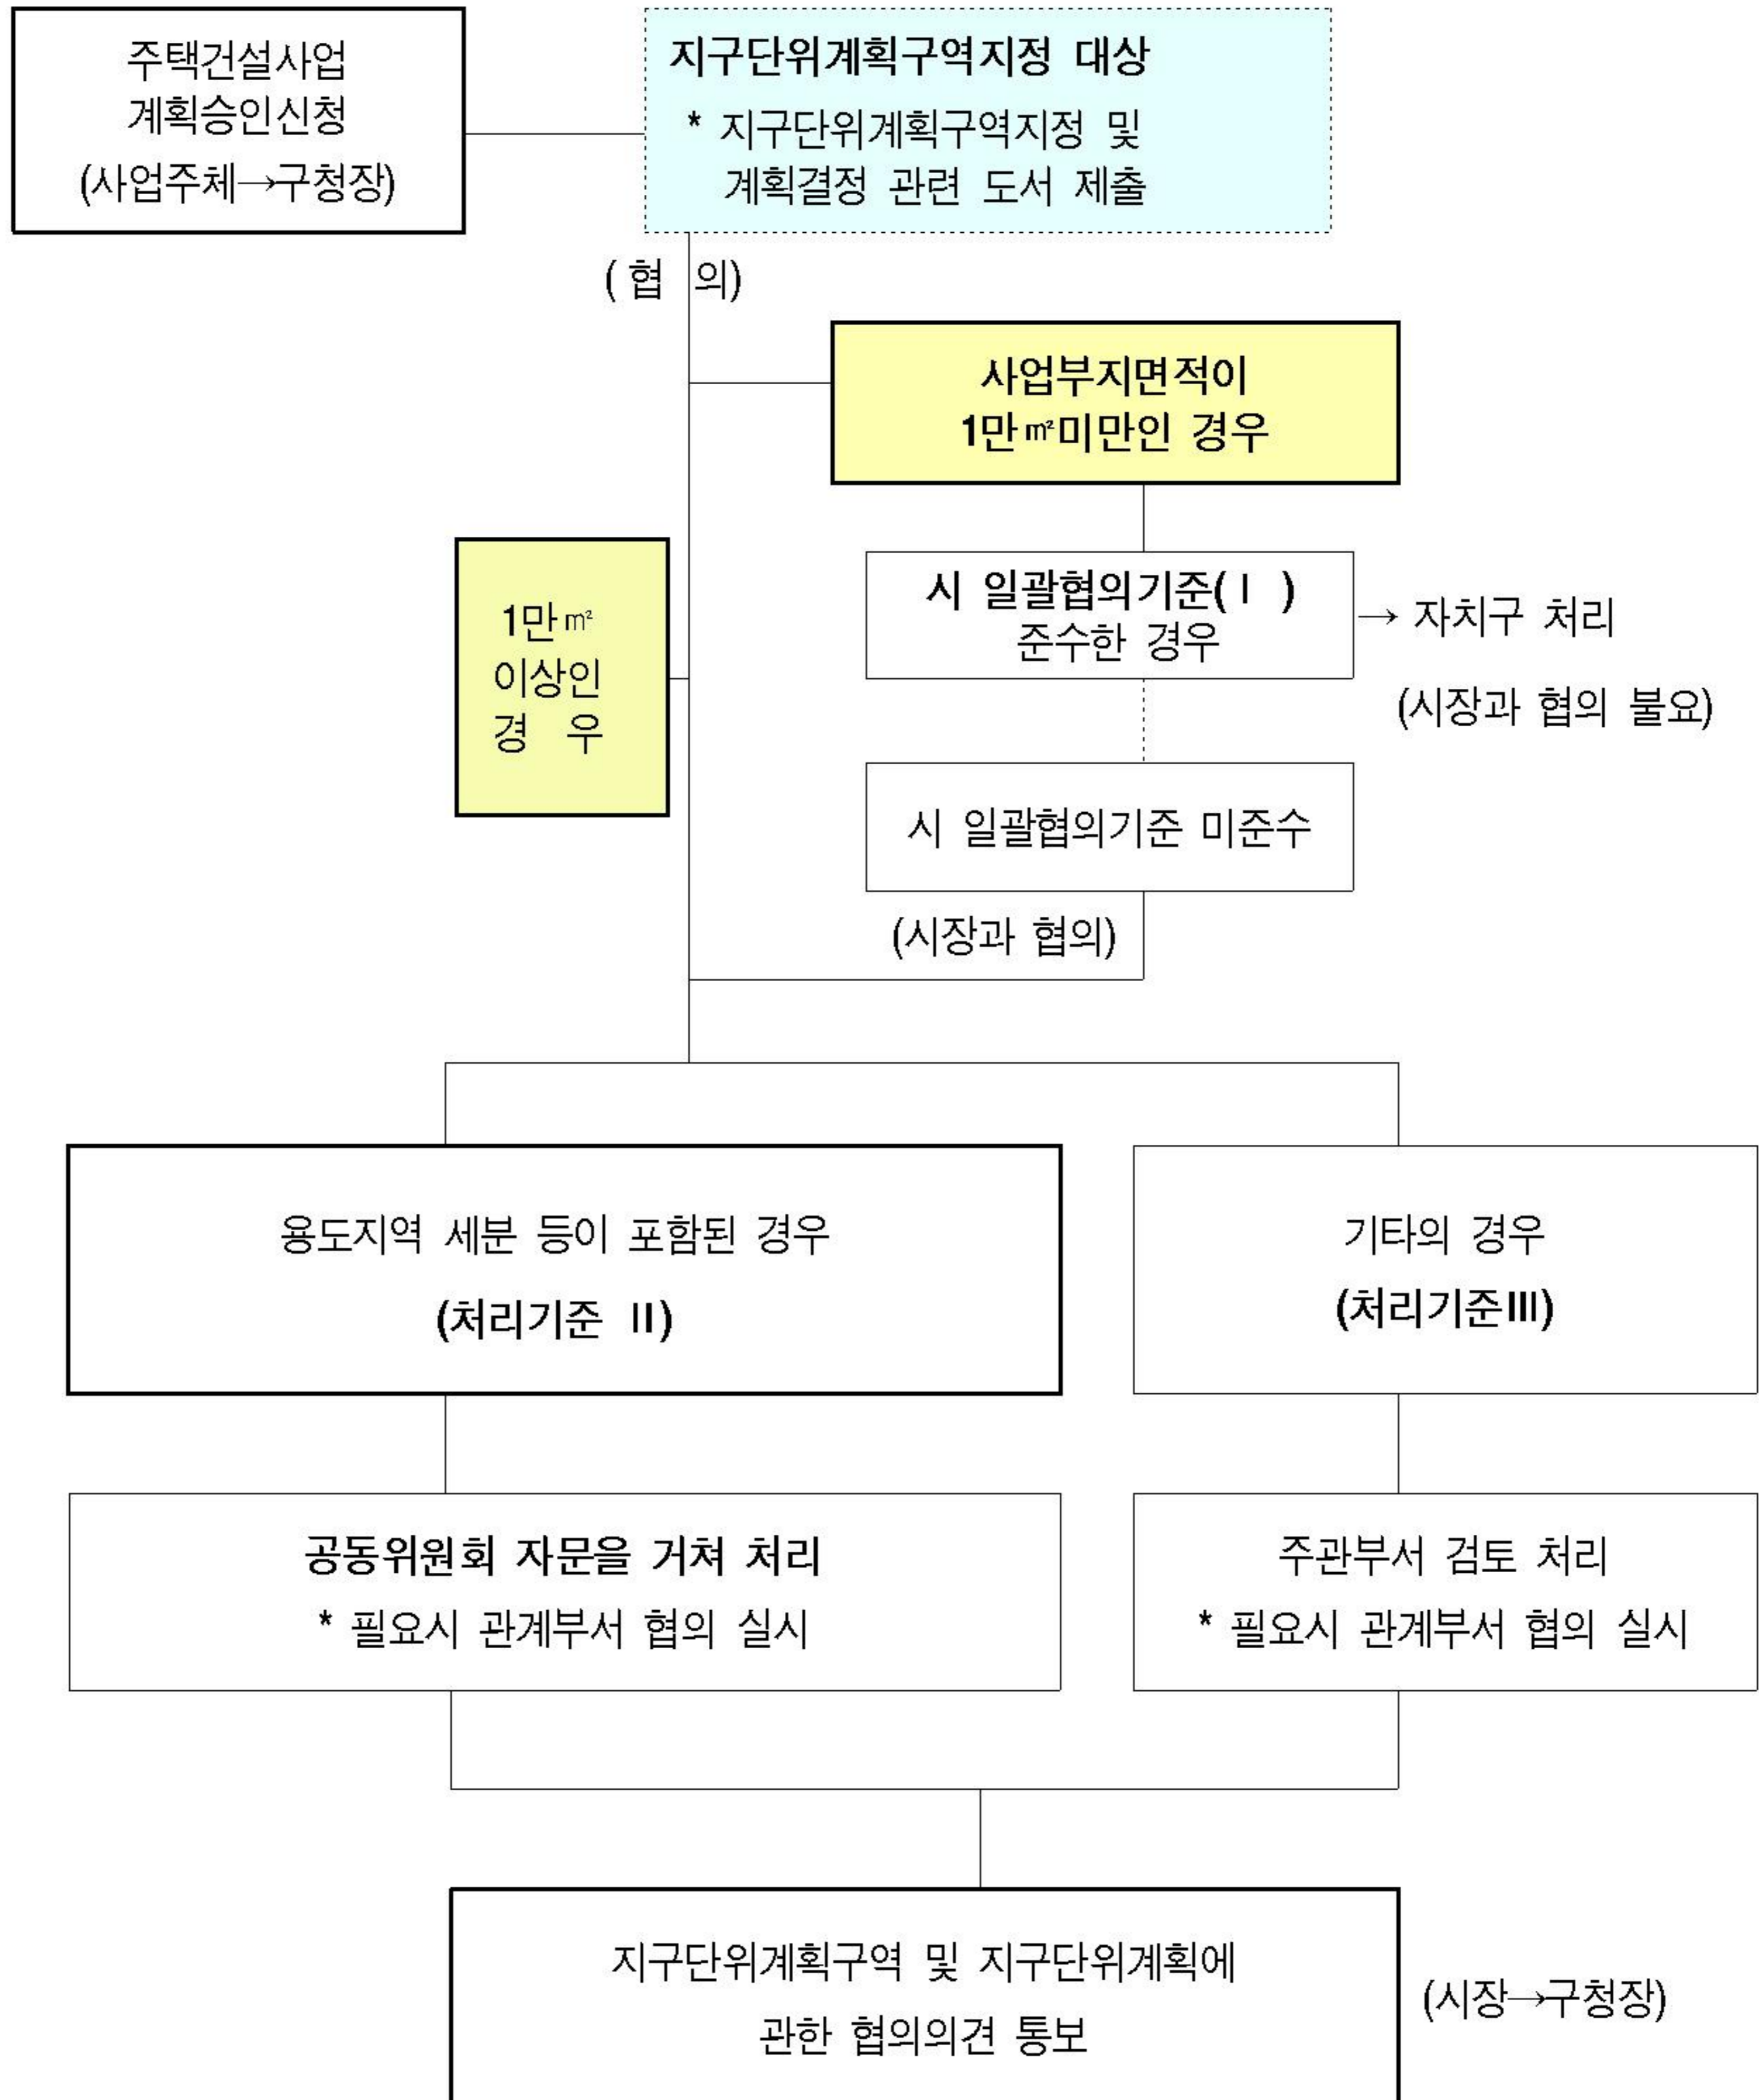 주택건설사업
계획승인신청
(사업주체→구청장)
지구단위계획구역지정 대상
* 지구단위계획구역지정 및
계획결정 관련 도서 제출
(협 의)
사업부지면적이
1만㎡미만인 경우
1만㎡
이상인
경 우
시 일괄협의기준(Ⅰ )
준수한 경우
→ 자치구 처리
(시장과 협의 불요)
시 일괄협의기준 미준수
(시장과 협의)
용도지역 세분 등이 포함된 경우
(처리기준 Ⅱ)
기타의 경우
(처리기준Ⅲ)
공동위원회 자문을 거쳐 처리
* 필요시 관계부서 협의 실시
주관부서 검토 처리
* 필요시 관계부서 협의 실시
지구단위계획구역 및 지구단위계획에
관한 협의의견 통보
(시장→구청장)